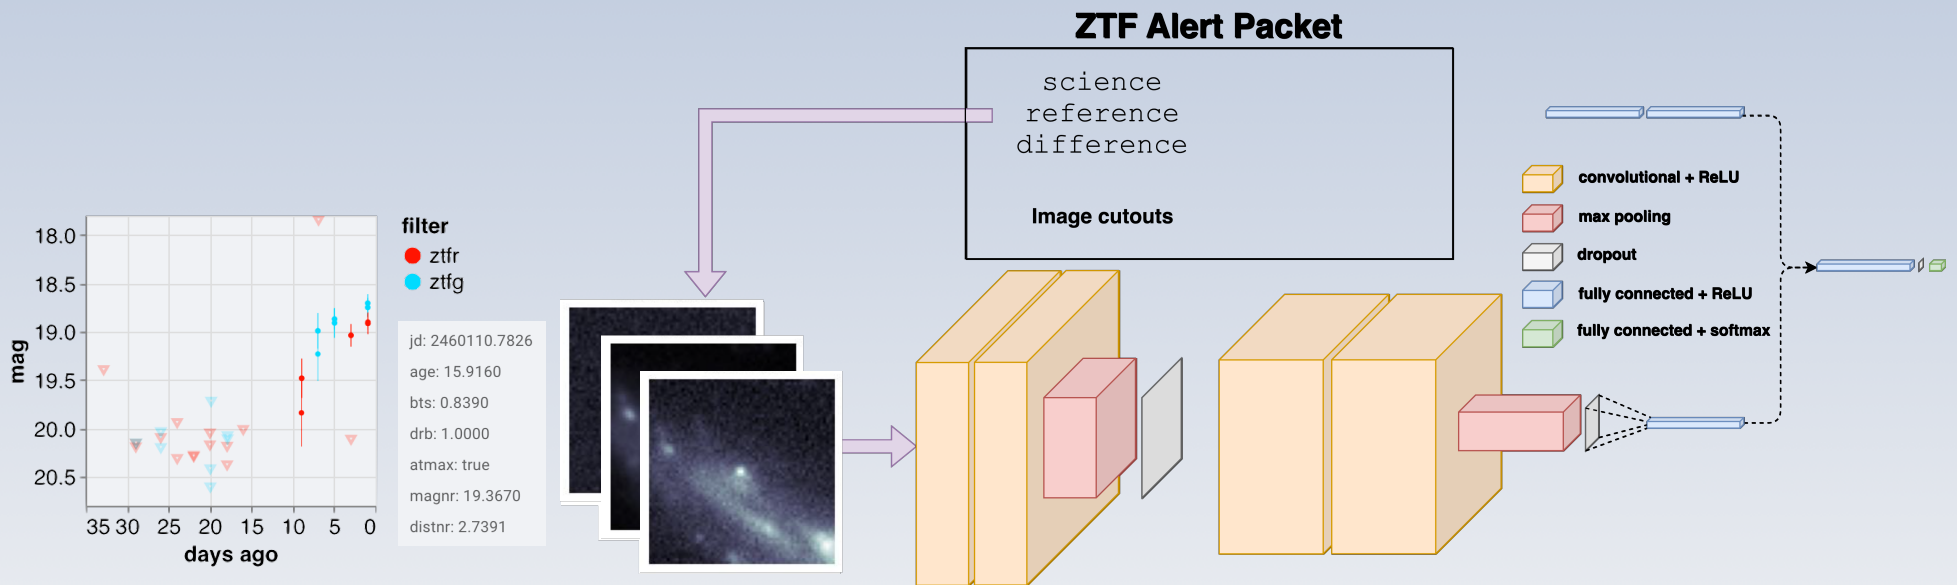 ZTF Alert Packet
science
reference
difference
Image cutouts
convolutional + ReLU
max pooling
dropout
fully connected + ReLU
fully connected + softmax
filter
ztfr
ztfg
18.0
18.5
19.0
19.5
20.0
20.5
mag
35 30 25 20 15 10 5 0
days ago
jd: 2460110.7826
age: 15.9160
bts: 0.8390
drb: 1.0000
atmax: true
magnr: 19.3670
distnr: 2.7391